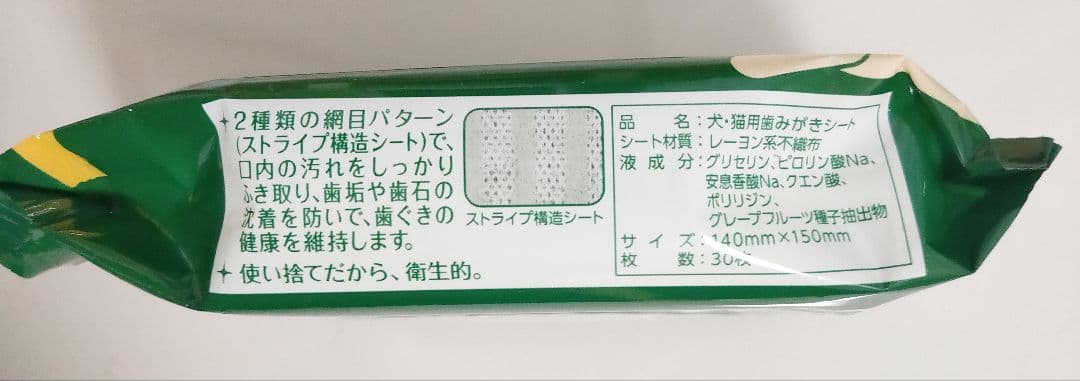 2種類の網目パターン
(ストライプ構造シート)で、
口内の汚れをしっかり
ふき取り、歯垢や歯石の
沈着を防いで、歯ぐきの
健康を維持します。
使い捨てだから、衛生的。
ストライプ構造シート
品名：犬・猫用歯みがきシート
シート材質：レーヨン系不織布
液成分：グリセリン、ピロリン酸Na、
安息香酸Na、クエン酸、
ポリリジン、
グレープフルーツ種子抽出物
サイズ：140mm×150mm
枚数：30枚